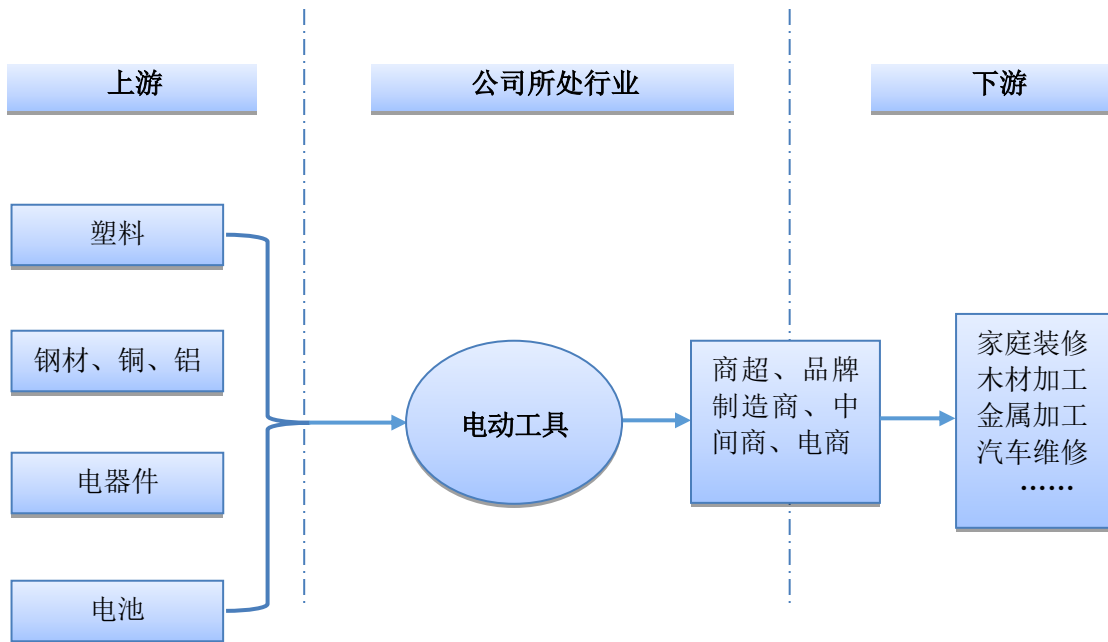 上游
公司所处行业
下游
塑料
钢材、铜、铝
电器件
电池
电动工具
商超、品牌
制造商、中
间商、电商
家庭装修
木材加工
金属加工
汽车维修
……